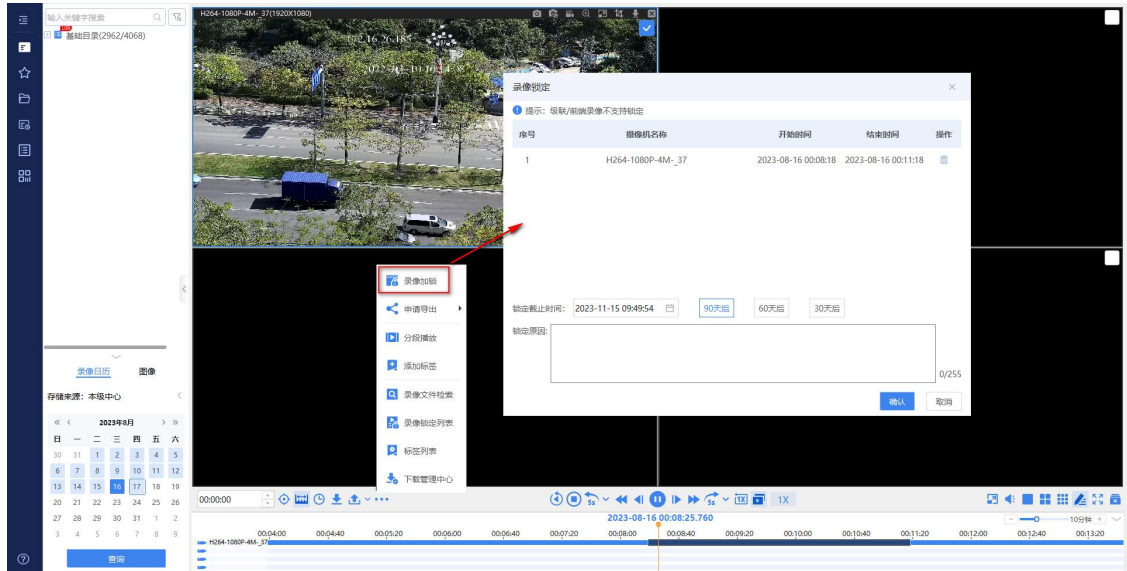 输入关键字搜索
基础目录(2962/4068)
H264-1080P-4M-_37(1920X1080)
录像锁定
提示：级联/前端录像不支持锁定
序号 摄像机名称 开始时间 结束时间 操作
1 H264-1080P-4M-_37 2023-08-16 00:08:18 2023-08-16 00:11:18
锁定截止时间: 2023-11-15 09:49:54 90天后 60天后 30天后
锁定原因:
0/255
确认 取消
录像加锁
申请导出
分段播放
添加标签
录像文件检索
录像锁定列表
标签列表
下载管理中心
录像日历 图像
存储来源: 本级中心
2023年8月
日 一 二 三 四 五 六
30 31 1 2 3 4 5
6 7 8 9 10 11 12
13 14 15 16 17 18 19
20 21 22 23 24 25 26
27 28 29 30 31 1 2
3 4 5 6 7 8 9
查询
00:00:00 5s 5s 1X 1X
2023-08-16 00:08:25.760
10分钟
00:04:00 00:04:40 00:05:20 00:06:00 00:06:40 00:07:20 00:08:00 00:08:40 00:09:20 00:10:00 00:10:40 00:11:20 00:12:00 00:12:40 00:13:20
H264-1080P-4M-_37